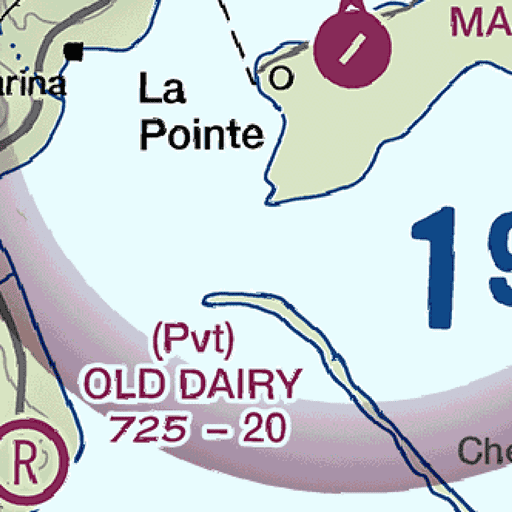 MA
arina
La
Pointe
19
(Pvt)
OLD DAIRY
725 – 20
R
Che